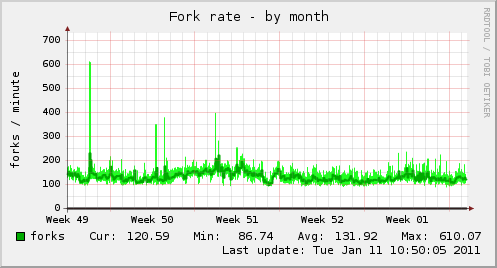 Fork rate - by month
RRDTOOL / TOBI OETIKER
forks / minute
700
600
500
400
300
200
100
0
Week 49 Week 50 Week 51 Week 52 Week 01
forks Cur: 120.59 Min: 86.74 Avg: 131.92 Max: 610.07
Last update: Tue Jan 11 10:50:05 2011